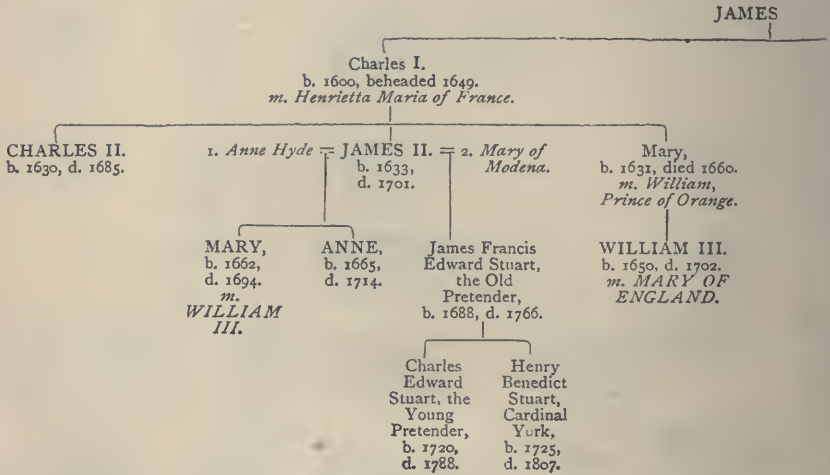 JAMES
Charles I.
b. 1600, beheaded 1649.
m. Henrietta Maria of France.
CHARLES II.
b. 1630, d. 1685.
1. Anne Hyde = JAMES II. = 2. Mary of
Modena.
b. 1633,
d. 1701.
Mary,
b. 1631, died 1660.
m. William,
Prince of Orange.
MARY,
b. 1662,
d. 1694.
m.
WILLIAM
III.
ANNE,
b. 1665,
d. 1714.
James Francis
Edward Stuart,
the Old
Pretender,
b. 1688, d. 1766.
WILLIAM III.
b. 1650, d. 1702.
m. MARY OF
ENGLAND.
Charles
Edward
Stuart, the
Young
Pretender,
b. 1720,
d. 1788.
Henry
Benedict
Stuart,
Cardinal
York,
b. 1725,
d. 1807.